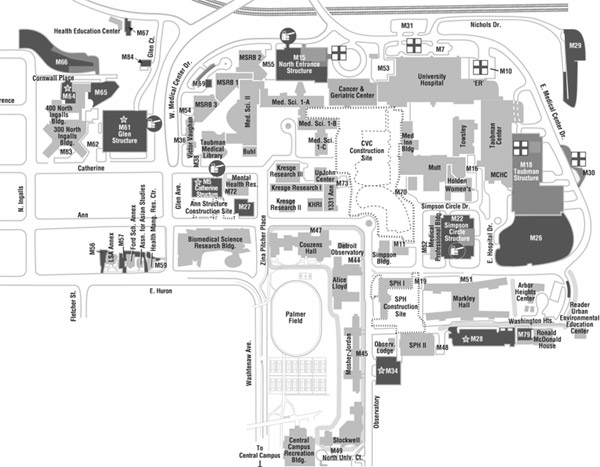 M67
Health Education Center
Glen Ct.
M84
M66
Cornwall Place
M64
M65
400 North
Ingalls
Bldg.
300 North
Ingalls
Bldg.
M63
M62
M61
Glen
Structure
W. Medical Center Dr.
MSRB 2
M55
M15
North Entrance
Structure
M31
Nichols Dr.
M7
M53
M29
M10
"ER"
University
Hospital
E. Medical Center Dr.
MSRB 1
M69
MSRB 3
M54
M36
Victor Vaughan
Med. Sci. II
Med. Sci. 1-A
Cancer &
Geriatric Center
Taubman
Medical
Library
Buhl
Med. Sci. 1-B
Med. Sci.
1-C
CVC
Construction
Site
Med
Inn
Bldg
Towsley
Taubman
Center
M18
Taubman
Structure
M30
Catherine
Glen Ave.
Catherine
Structure
Mental
Health Res.
M72
Ann Structure
Construction Site
M27
Kresge Research III
Kresge Research I
Kresge
Research II
UpJohn
Center
M73
KHRI
1331 Ann
M70
Mott
M16
Holden
Women's
MCHC
Simpson Circle Dr.
N. Ingalls
Ann
M56
LSA Annex
M57
Ford Sch. Annex
Assn. for Asian Studies
Health Mang. Res. Ctr.
M59
Biomedical Science
Research Bldg.
Zina Pitcher Place
M47
Couzens
Hall
Detroit
Observatory
M44
M11
Simpson
Bldg.
M52
Medical
Professional Bldg
M22
Simpson
Circle
Structure
E. Hospital Dr.
M26
E. Huron
Fletcher St.
Washtenaw Ave.
Palmer
Field
Alice
Lloyd
Mosher-Jordan
M45
SPH I
M19
SPH
Construction
Site
M51
Markley
Hall
Arbor
Heights
Center
Washington Hts.
Reader
Urban
Environmental
Education
Center
Observ.
Lodge
SPH II
M48
M28
M79
Ronald
McDonald
House
M34
Observatory
To
Central Campus
Central
Campus
Recreation
Bldg.
Stockwell
M49
North Univ. Ct.